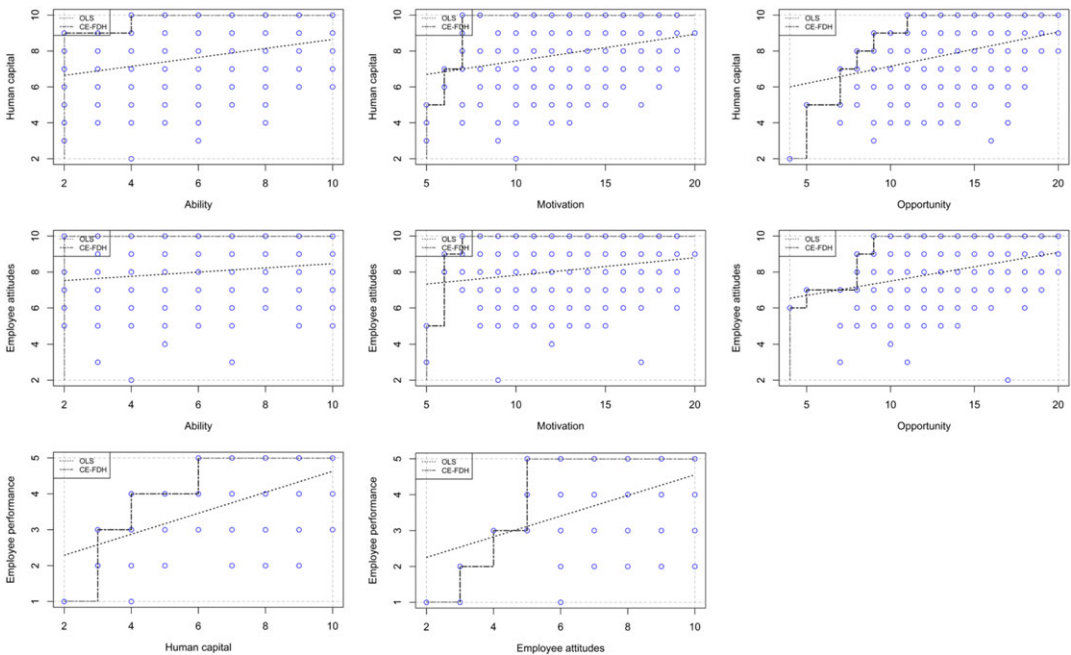 OLS
CE-FDH
Human capital
2 4 6 8 10
2 4 6 8 10
Ability
OLS
CE-FDH
Human capital
2 4 6 8 10
5 10 15 20
Motivation
OLS
CE-FDH
Human capital
2 4 6 8 10
5 10 15 20
Opportunity
OLS
CE-FDH
Employee attitudes
2 4 6 8 10
2 4 6 8 10
Ability
OLS
CE-FDH
Employee attitudes
2 4 6 8 10
5 10 15 20
Motivation
OLS
CE-FDH
Employee attitudes
2 4 6 8 10
5 10 15 20
Opportunity
OLS
CE-FDH
Employee performance
1 2 3 4 5
2 4 6 8 10
Human capital
OLS
CE-FDH
Employee performance
1 2 3 4 5
2 4 6 8 10
Employee attitudes